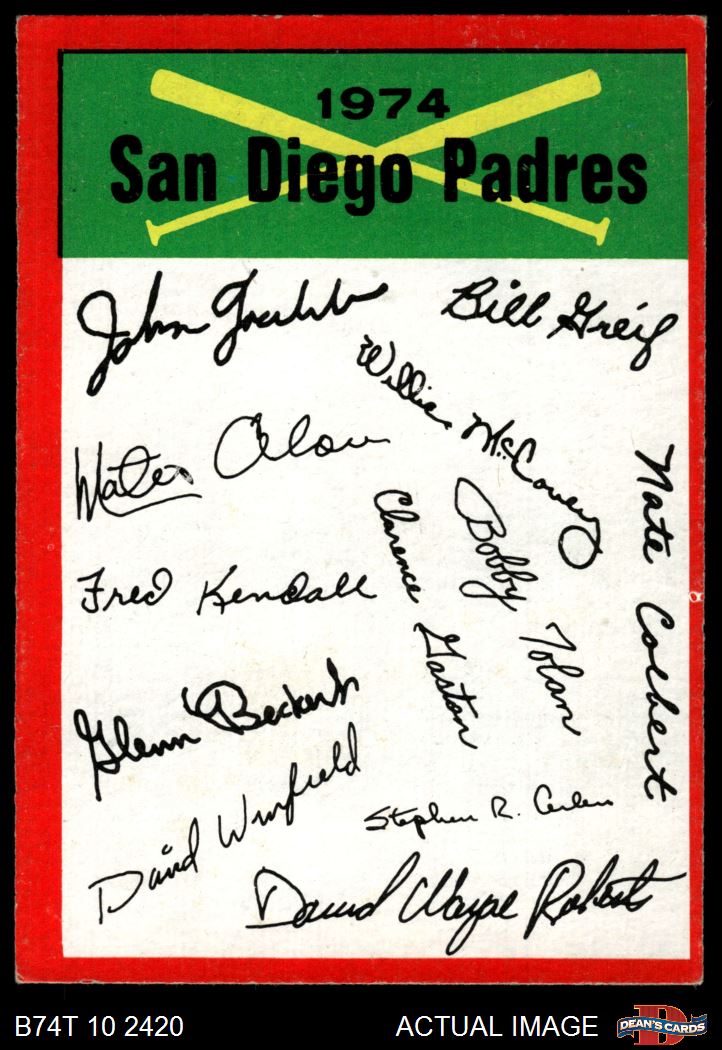 1974
San Diego Padres
John Grubb
Bill Greif
Willie McCovey
Mateo Alou
Nate Colbert
Clarence Gaston
Bobby Tolan
Fred Kendall
Glenn Beckert
David Winfield
Stephen R. Arlin
David Wayne Roberts
B74T 10 2420
ACTUAL IMAGE
D
DEAN'S CARDS